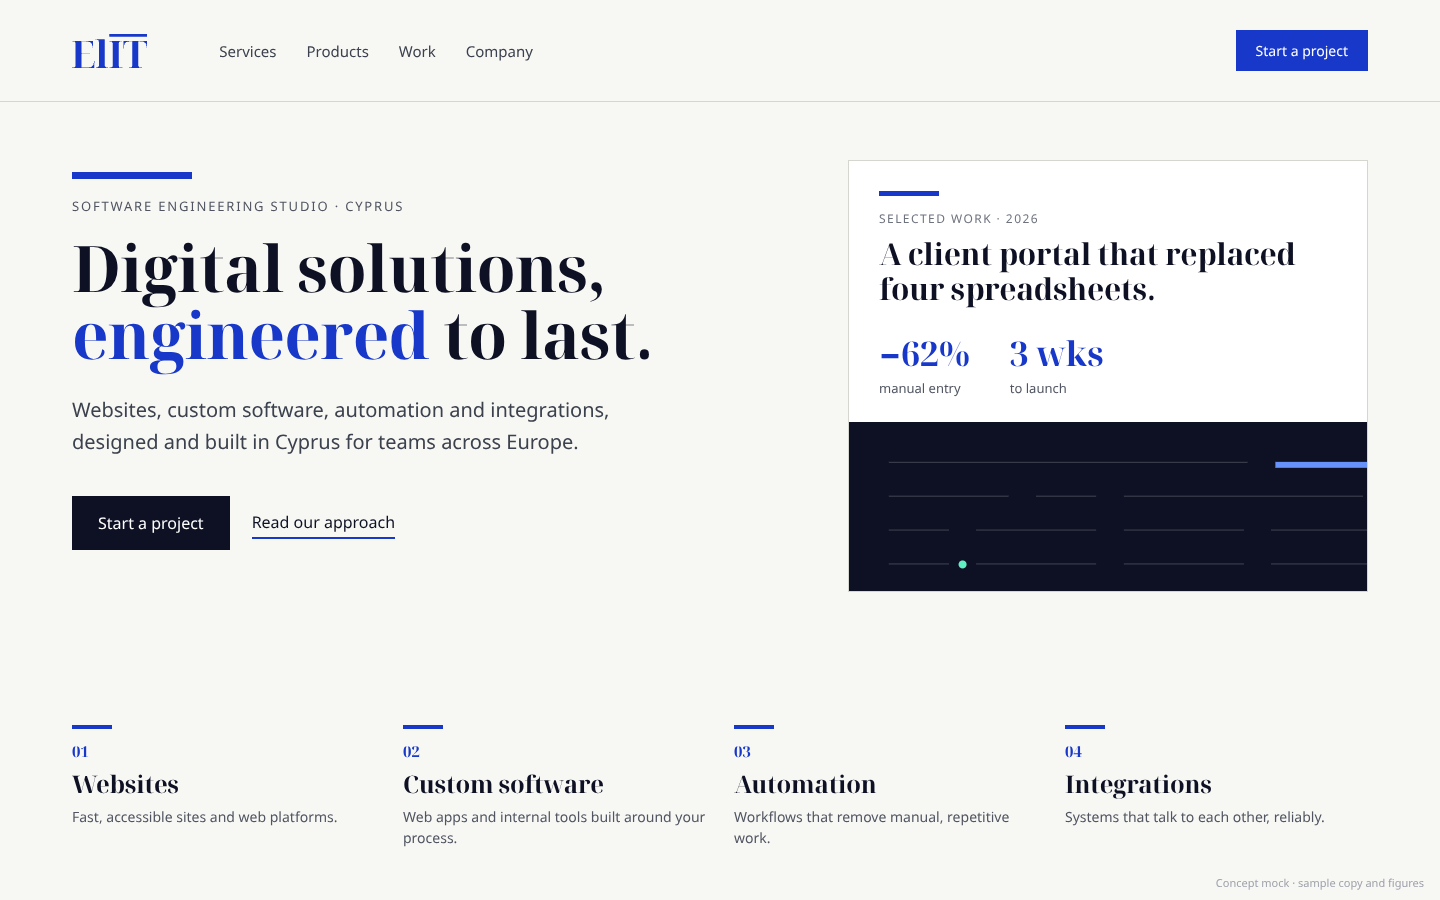 ElIT
Services
Products
Work
Company
Start a project
SOFTWARE ENGINEERING STUDIO · CYPRUS
Digital solutions,
engineered to last.
Websites, custom software, automation and integrations,
designed and built in Cyprus for teams across Europe.
Start a project
Read our approach
SELECTED WORK · 2026
A client portal that replaced
four spreadsheets.
–62%
manual entry
3 wks
to launch
01
Websites
Fast, accessible sites and web platforms.
02
Custom software
Web apps and internal tools built around your
process.
03
Automation
Workflows that remove manual, repetitive
work.
04
Integrations
Systems that talk to each other, reliably.
Concept mock · sample copy and figures